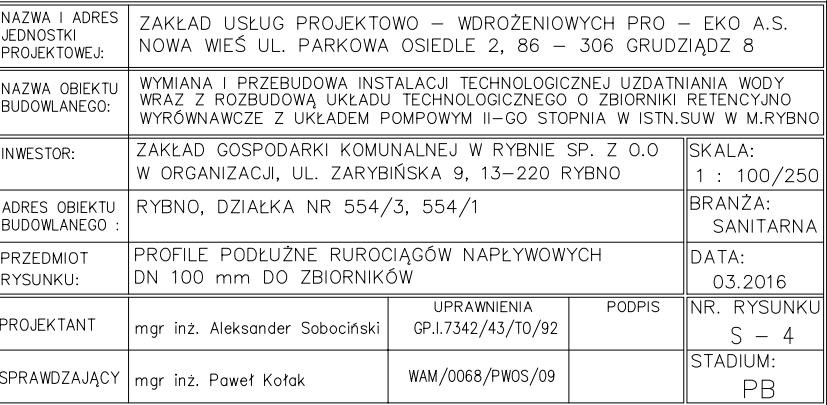 NAZWA I ADRES
JEDNOSTKI
PROJEKTOWEJ:
ZAKŁAD USŁUG PROJEKTOWO – WDROŻENIOWYCH PRO – EKO A.S.
NOWA WIEŚ UL. PARKOWA OSIEDLE 2, 86 – 306 GRUDZIĄDZ 8
NAZWA OBIEKTU
BUDOWLANEGO:
WYMIANA I PRZEBUDOWA INSTALACJI TECHNOLOGICZNEJ UZDATNIANIA WODY
WRAZ Z ROZBUDOWĄ UKŁADU TECHNOLOGICZNEGO O ZBIORNIKI RETENCYJNO
WYRÓWNAWCZE Z UKŁADEM POMPOWYM II–GO STOPNIA W ISTN.SUW W M.RYBNO
INWESTOR:
ZAKŁAD GOSPODARKI KOMUNALNEJ W RYBNIE SP. Z O.O
W ORGANIZACJI, UL. ZARYBIŃSKA 9, 13–220 RYBNO
SKALA:
1 : 100/250
ADRES OBIEKTU
BUDOWLANEGO :
RYBNO, DZIAŁKA NR 554/3, 554/1
BRANŻA:
SANITARNA
PRZEDMIOT
RYSUNKU:
PROFILE PODŁUŻNE RUROCIĄGÓW NAPŁYWOWYCH
DN 100 mm DO ZBIORNIKÓW
DATA:
03.2016
PROJEKTANT
mgr inż. Aleksander Sobociński
UPRAWNIENIA
GP.I.7342/43/TO/92
PODPIS
NR. RYSUNKU
S – 4
SPRAWDZAJĄCY
mgr inż. Paweł Kołak
WAM/0068/PWOS/09
STADIUM:
PB